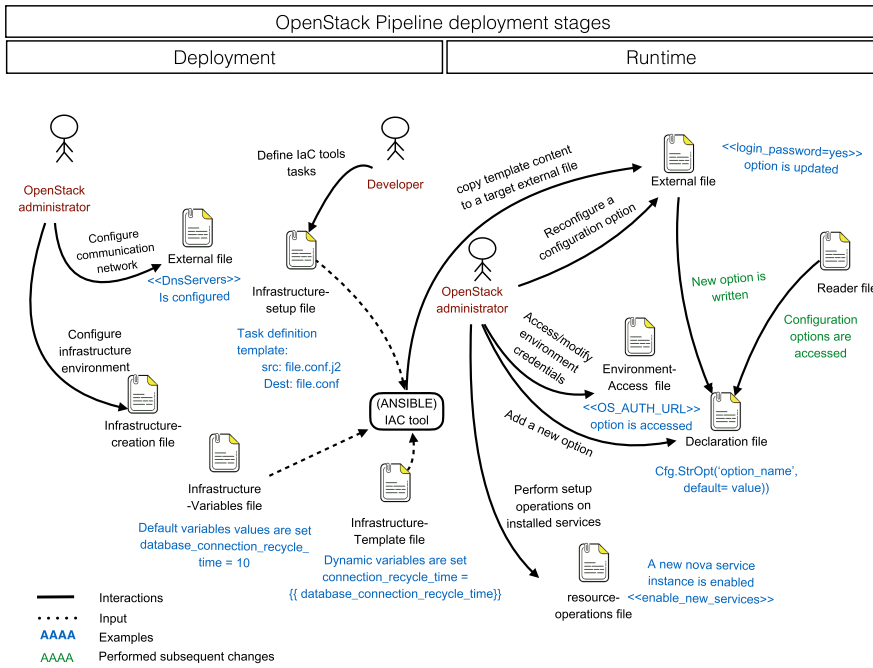 OpenStack Pipeline deployment stages
Deployment
Runtime
OpenStack
administrator
Configure
communication
network
External file
<<DnsServers>>
Is configured
Configure
infrastructure
environment
Infrastructure-
creation file
Define IaC tools
tasks
Developer
Infrastructure-
setup file
Task definition
template:
src: file.conf.j2
Dest: file.conf
(ANSIBLE)
IAC tool
Infrastructure
-Variables file
Default variables values are set
database_connection_recycle_
time = 10
Infrastructure-
Template file
Dynamic variables are set
connection_recycle_time =
{{ database_connection_recycle_time}}
copy template content
to a target external file
External file
<<login_password=yes>>
option is updated
Reconfigure a
configuration option
OpenStack
administrator
New option is
written
Reader file
Configuration
options are
accessed
Access/modify
environment
credentials
Environment-
Access file
<<OS_AUTH_URL>>
option is accessed
Add a new option
Declaration file
Cfg.StrOpt(‘option_name’,
default= value))
Perform setup
operations on
installed services
resource-
operations file
A new nova service
instance is enabled
<<enable_new_services>>
Interactions
Input
AAAA Examples
AAAA Performed subsequent changes